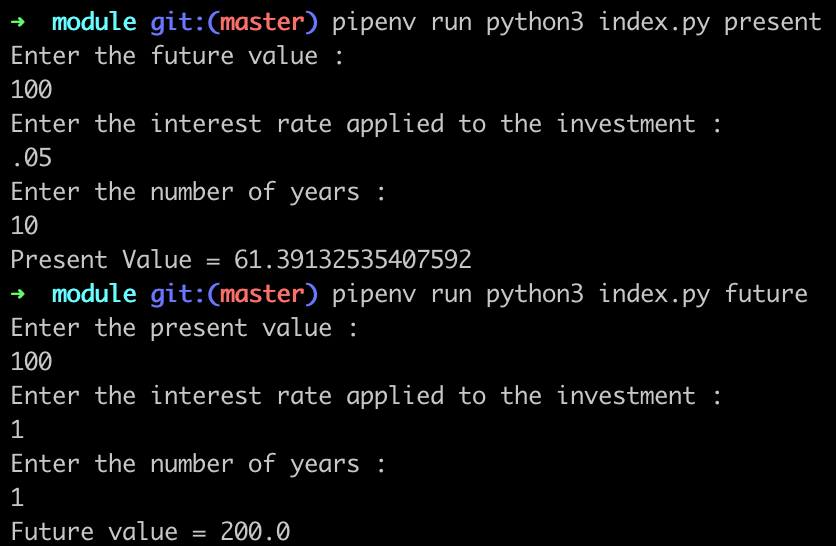 ➜  module git:(master) pipenv run python3 index.py present
Enter the future value :
100
Enter the interest rate applied to the investment :
.05
Enter the number of years :
10
Present Value = 61.39132535407592
➜  module git:(master) pipenv run python3 index.py future
Enter the present value :
100
Enter the interest rate applied to the investment :
1
Enter the number of years :
1
Future value = 200.0